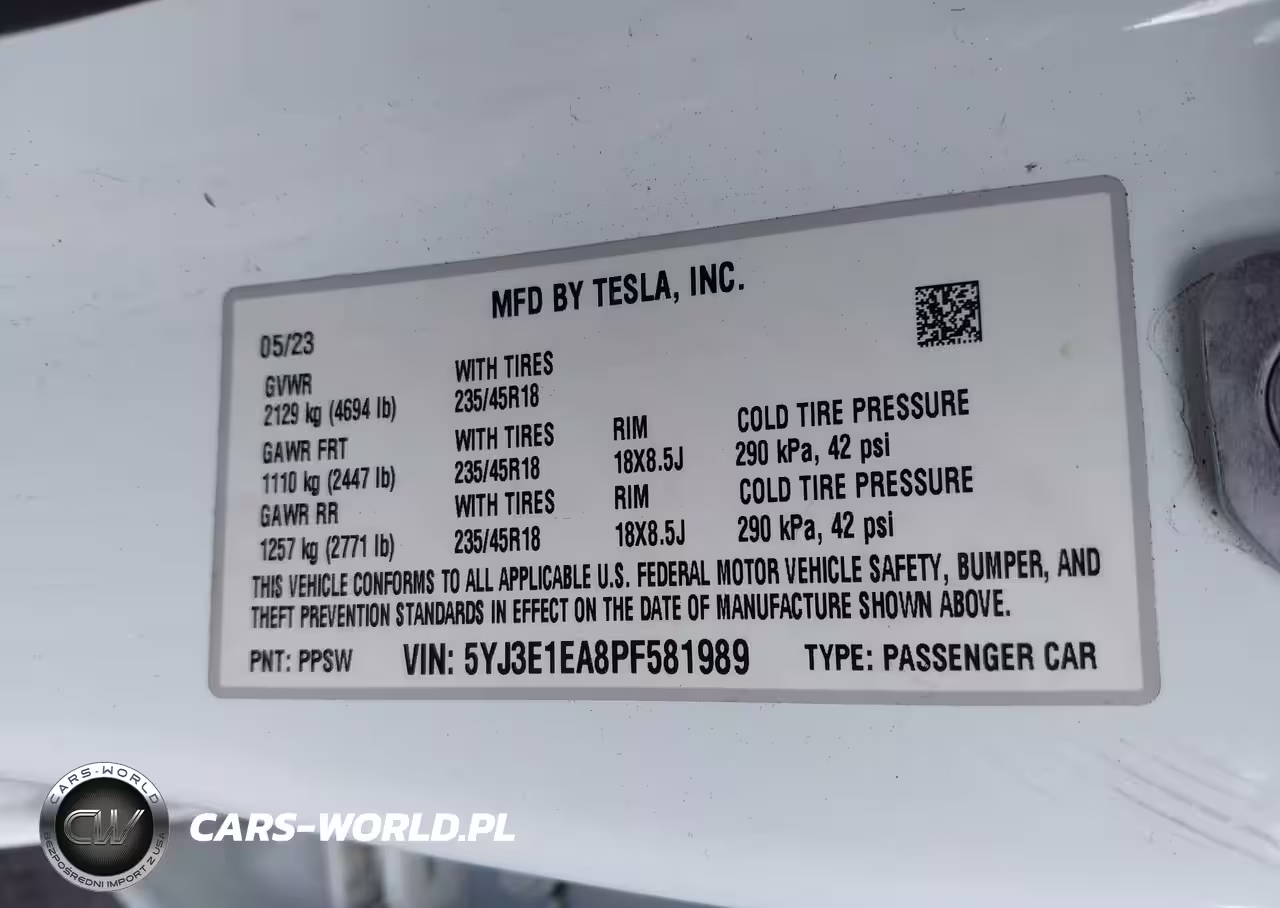 MFD BY TESLA, INC.
05/23
GVWR WITH TIRES
2129 kg (4694 lb) 235/45R18
GAWR FRT WITH TIRES RIM COLD TIRE PRESSURE
1110 kg (2447 lb) 235/45R18 18X8.5J 290 kPa, 42 psi
GAWR RR WITH TIRES RIM COLD TIRE PRESSURE
1257 kg (2771 lb) 235/45R18 18X8.5J 290 kPa, 42 psi
THIS VEHICLE CONFORMS TO ALL APPLICABLE U.S. FEDERAL MOTOR VEHICLE SAFETY, BUMPER, AND
THEFT PREVENTION STANDARDS IN EFFECT ON THE DATE OF MANUFACTURE SHOWN ABOVE.
PNT: PPSW VIN: 5YJ3E1EA8PF581989 TYPE: PASSENGER CAR
CARS-WORLD
CW
BEZPOŚREDNI IMPORT Z USA
CARS-WORLD.PL